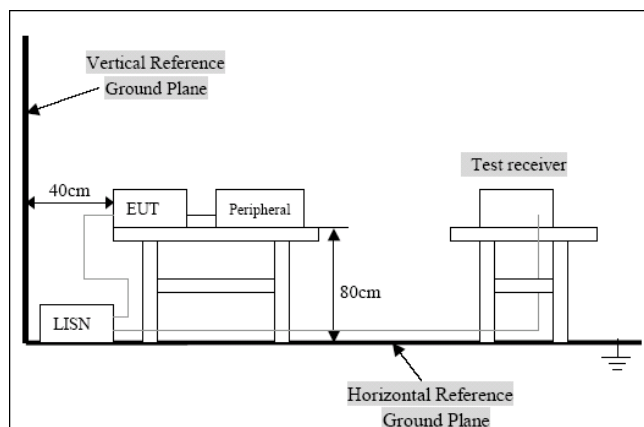 Vertical Reference
Ground Plane
40cm
EUT
Peripheral
Test receiver
80cm
LISN
Horizontal Reference
Ground Plane